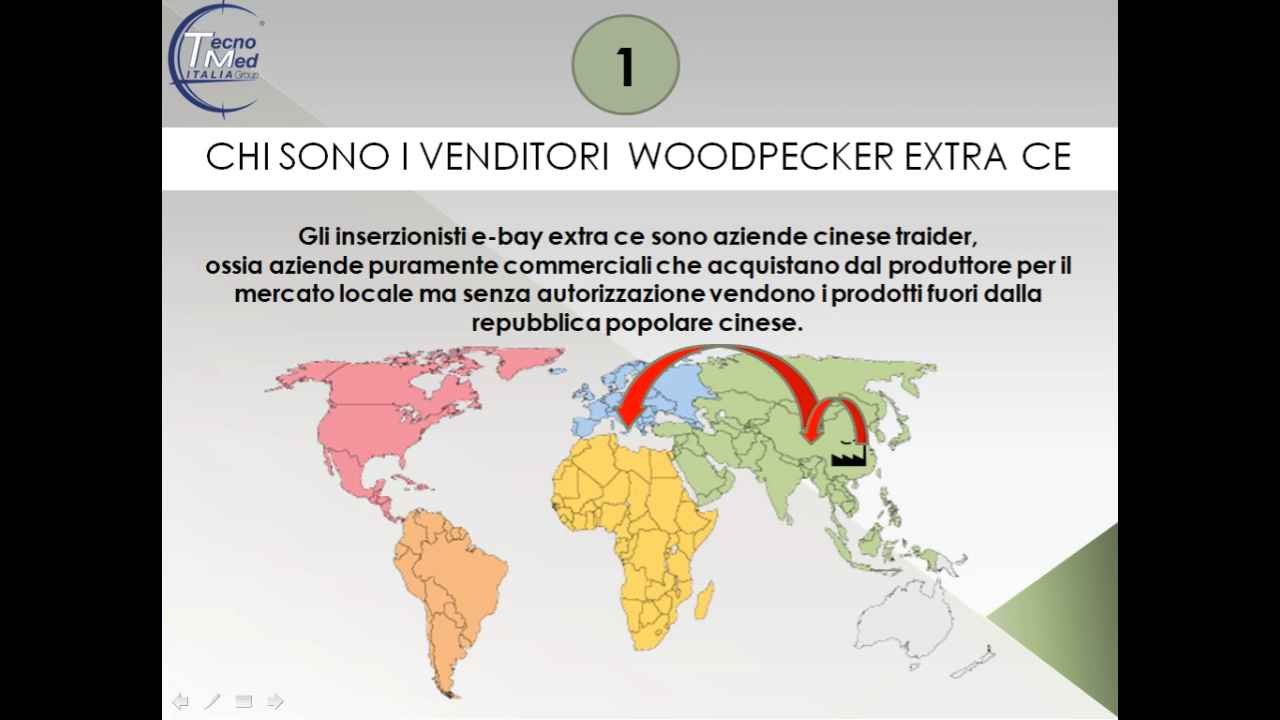 Tecno
Med
ITALIA Group
®
1
CHI SONO I VENDITORI WOODPECKER EXTRA CE
Gli inserzionisti e-bay extra ce sono aziende cinese traider,
ossia aziende puramente commerciali che acquistano dal produttore per il
mercato locale ma senza autorizzazione vendono i prodotti fuori dalla
repubblica popolare cinese.